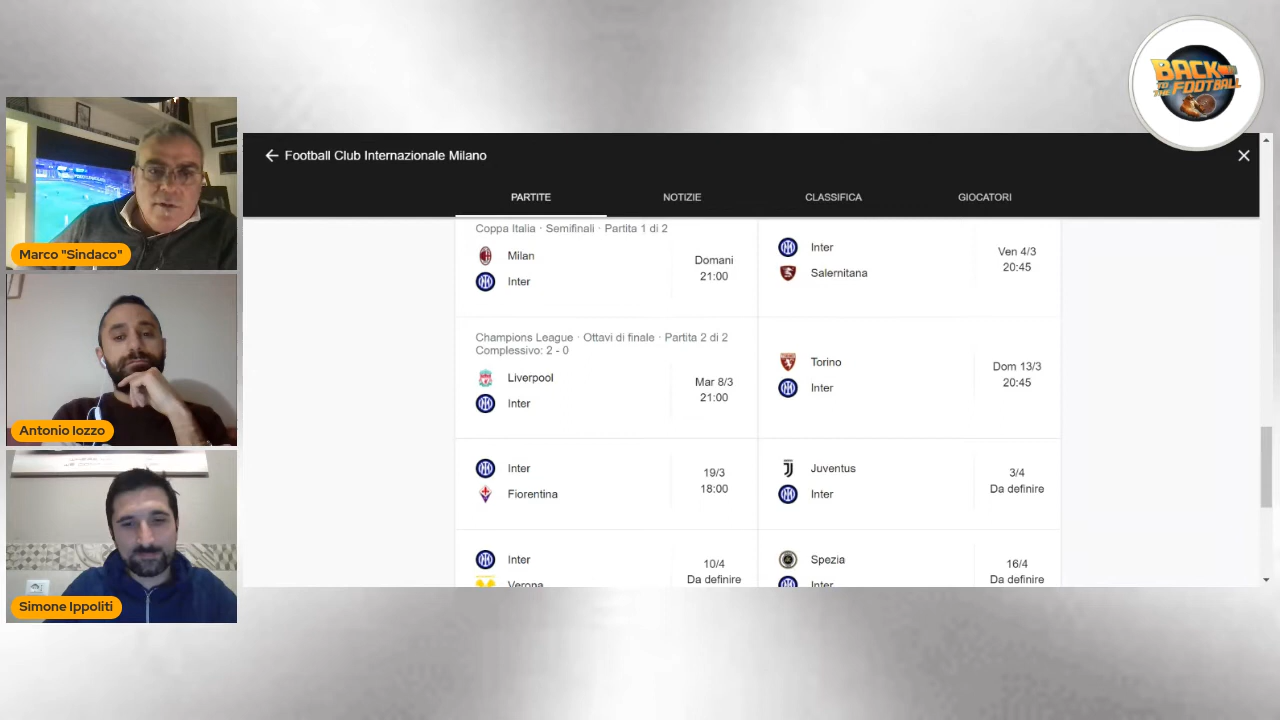 BACK
TO THE FOOTBALL
Marco "Sindaco"
Antonio Iozzo
Simone Ippoliti
Football Club Internazionale Milano
PARTITE
NOTIZIE
CLASSIFICA
GIOCATORI
Coppa Italia · Semifinali · Partita 1 di 2
Milan
Inter
Domani
21:00
Inter
Salernitana
Ven 4/3
20:45
Champions League · Ottavi di finale · Partita 2 di 2
Complessivo: 2 - 0
Liverpool
Inter
Mar 8/3
21:00
Torino
Inter
Dom 13/3
20:45
Inter
Fiorentina
19/3
18:00
Juventus
Inter
3/4
Da definire
Inter
Verona
10/4
Da definire
Spezia
Inter
16/4
Da definire